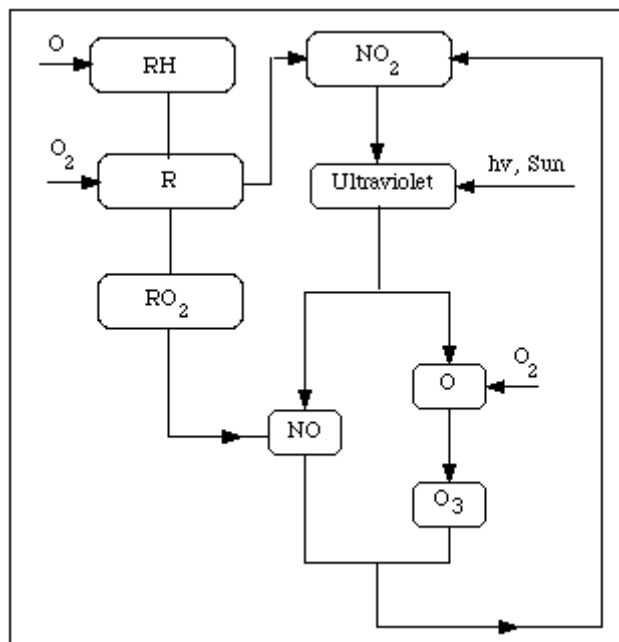 O
RH
NO₂
O₂
R
Ultraviolet
hv, Sun
RO₂
O₂
O
NO
O₃